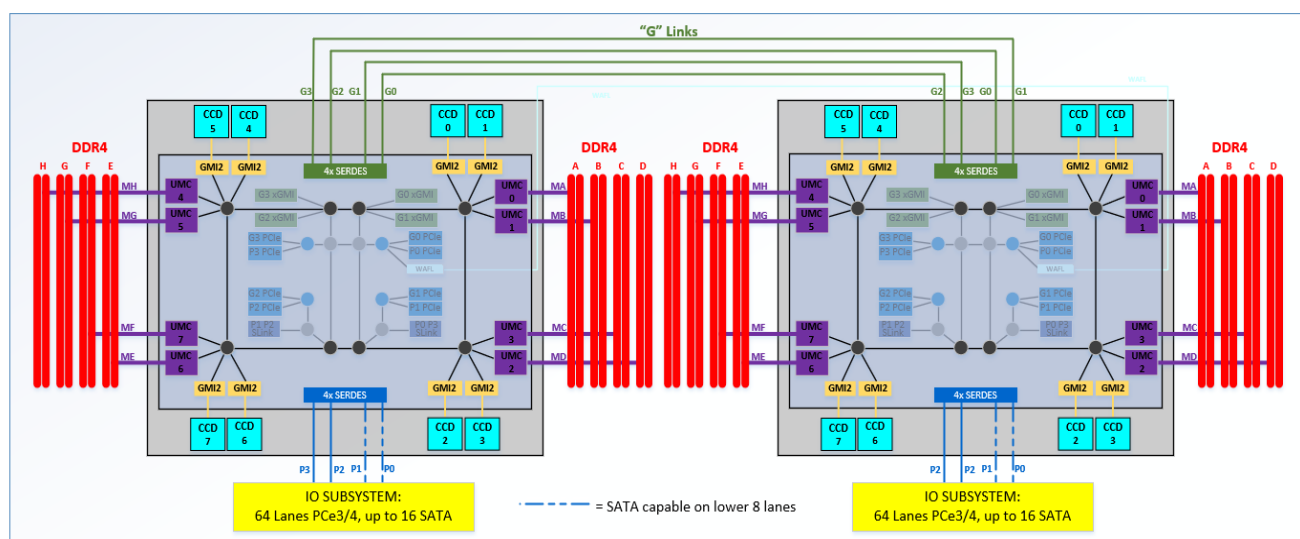 “G” Links
G3 G2 G1 G0
G2 G3 G0 G1
WAFL
WAFL
CCD 5
CCD 4
CCD 0
CCD 1
CCD 5
CCD 4
CCD 0
CCD 1
DDR4
DDR4
DDR4
DDR4
H G F E
A B C D
H G F E
A B C D
GMI2 GMI2
4x SERDES
GMI2 GMI2
GMI2 GMI2
4x SERDES
GMI2 GMI2
MH
UMC 4
G3 xGMI
G0 xGMI
UMC 0
MA
MH
UMC 4
G3 xGMI
G0 xGMI
UMC 0
MA
MG
UMC 5
G2 xGMI
G1 xGMI
UMC 1
MB
MG
UMC 5
G2 xGMI
G1 xGMI
UMC 1
MB
G3 PCIe
P3 PCIe
G0 PCIe
P0 PCIe
WAFL
G3 PCIe
P3 PCIe
G0 PCIe
P0 PCIe
WAFL
G2 PCIe
P2 PCIe
G1 PCIe
P1 PCIe
G2 PCIe
P2 PCIe
G1 PCIe
P1 PCIe
P1 P2 SLink
P0 P3 SLink
P1 P2 SLink
P0 P3 SLink
MF
UMC 7
UMC 3
MC
MF
UMC 7
UMC 3
MC
ME
UMC 6
UMC 2
MD
ME
UMC 6
UMC 2
MD
GMI2 GMI2
4x SERDES
GMI2 GMI2
GMI2 GMI2
4x SERDES
GMI2 GMI2
CCD 7
CCD 6
CCD 2
CCD 3
CCD 7
CCD 6
CCD 2
CCD 3
P3 P2 P1 P0
P2 P2 P1 P0
IO SUBSYSTEM:
64 Lanes PCe3/4, up to 16 SATA
= SATA capable on lower 8 lanes
IO SUBSYSTEM:
64 Lanes PCe3/4, up to 16 SATA